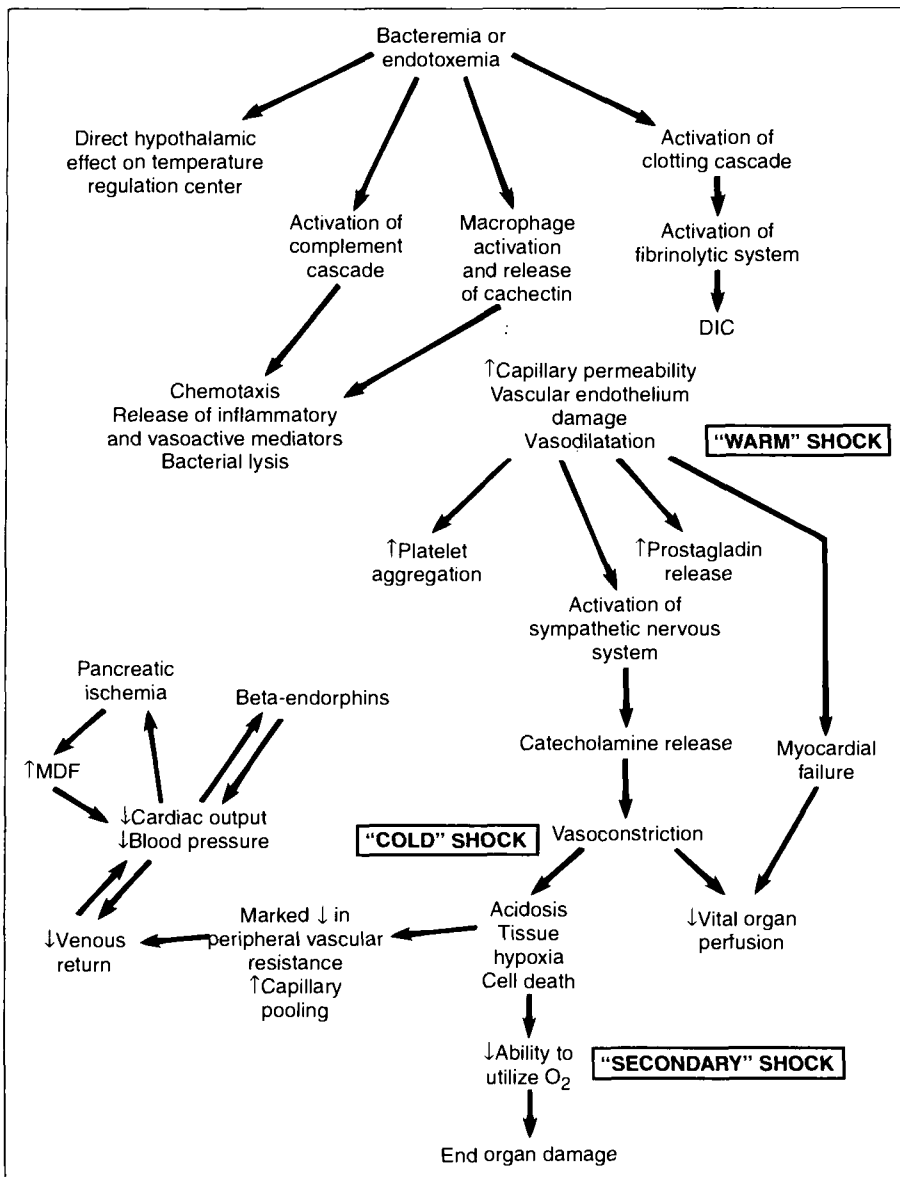 Bacteremia or
endotoxemia
Direct hypothalamic
effect on temperature
regulation center
Activation of
clotting cascade
Activation of
complement
cascade
Macrophage
activation
and release
of cachectin
Activation of
fibrinolytic system
DIC
Chemotaxis
Release of inflammatory
and vasoactive mediators
Bacterial lysis
↑Capillary permeability
Vascular endothelium
damage
Vasodilatation
"WARM" SHOCK
↑Platelet
aggregation
↑Prostagladin
release
Activation of
sympathetic nervous
system
Pancreatic
ischemia
Beta-endorphins
Catecholamine release
Myocardial
failure
↑MDF
↓Cardiac output
↓Blood pressure
"COLD" SHOCK
Vasoconstriction
↓Venous
return
Marked ↓ in
peripheral vascular
resistance
↑Capillary
pooling
Acidosis
Tissue
hypoxia
Cell death
↓Vital organ
perfusion
↓Ability to
utilize O₂
"SECONDARY" SHOCK
End organ damage